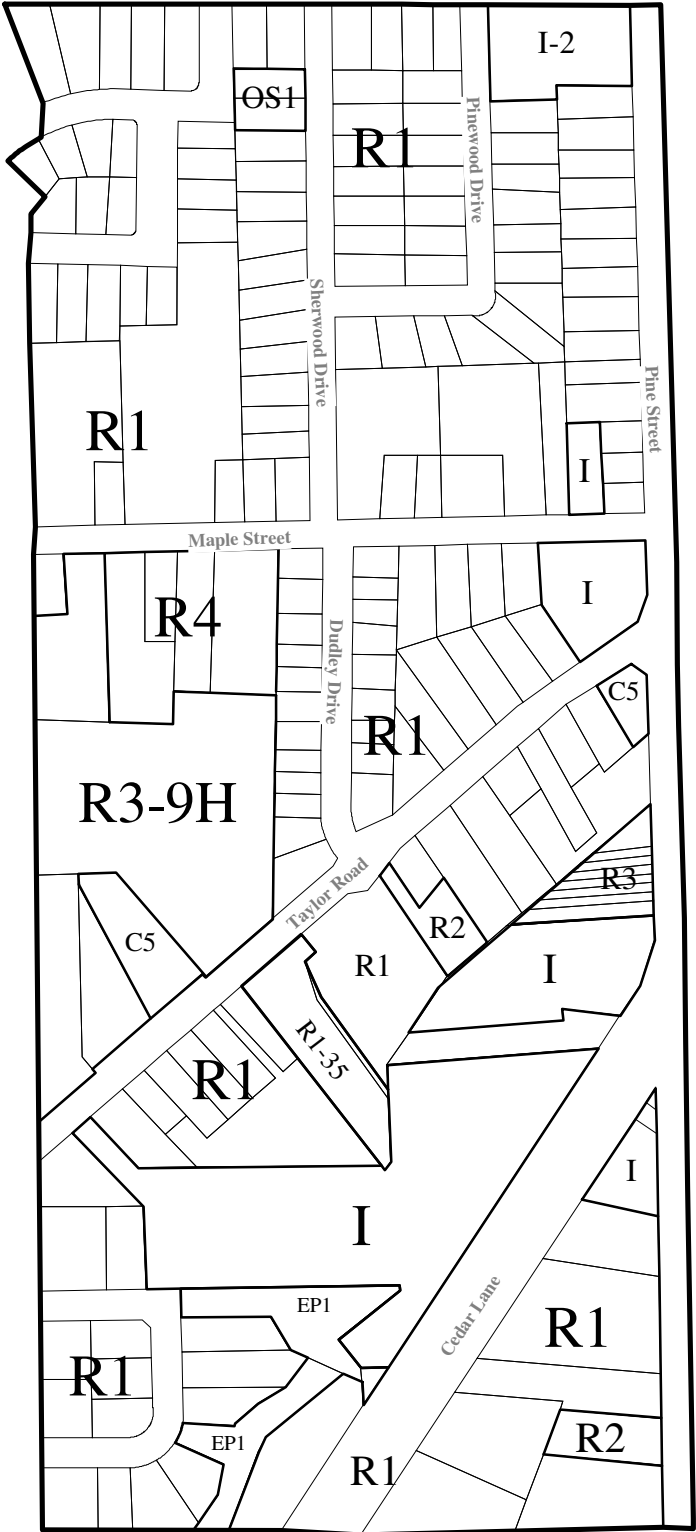 I-2
OS1
R1
Pinewood Drive
Sherwood Drive
Pine Street
R1
I
Maple Street
I
R4
Dudley Drive
C5
R1
R3-9H
R3
Taylor Road
R2
C5
R1
I
R1-35
R1
I
I
EP1
Cedar Lane
R1
R1
R2
EP1
R1